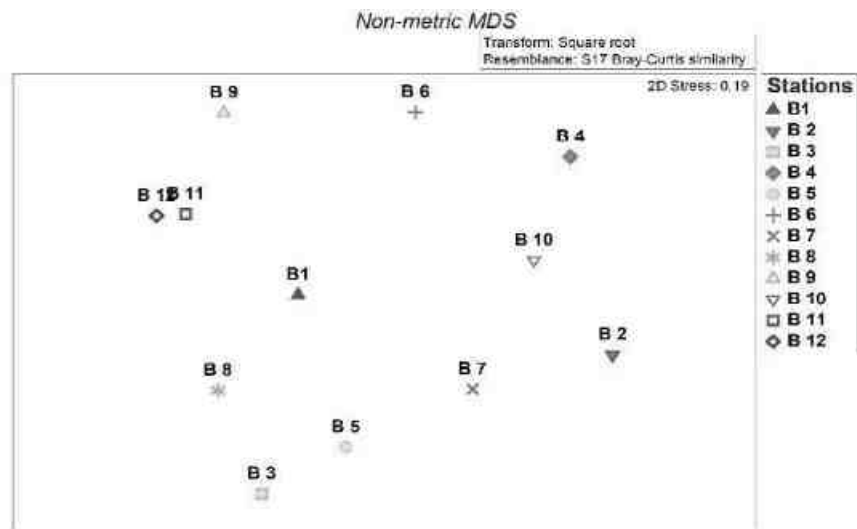 Non-metric MDS
Transform: Square root
Resemblance: S17 Bray-Curtis similarity
2D Stress: 0,19
B 9
B 6
B 4
B 12
B 11
B 10
B1
B 2
B 8
B 7
B 5
B 3
Stations
B1
B 2
B 3
B 4
B 5
B 6
B 7
B 8
B 9
B 10
B 11
B 12